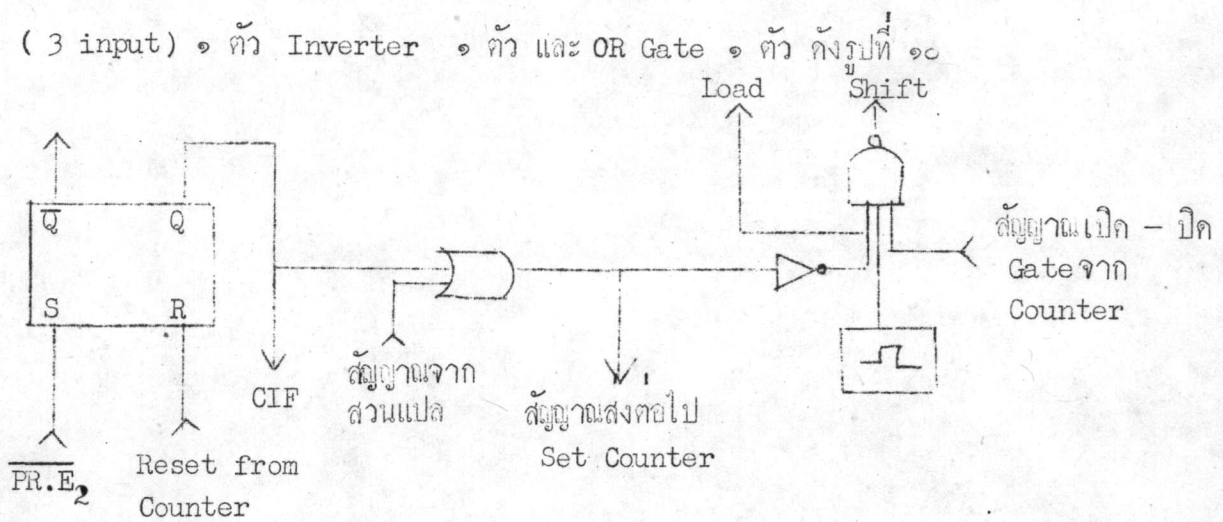 ( 3 input) ๑ ตัว Inverter ๑ ตัว และ OR Gate ๑ ตัว ดังรูปที่ ๑๐
Load Shift
Q̅ Q
สัญญาณเปิด - ปิด
Gate จาก
Counter
S R
CIF
สัญญาณจาก
ส่วนแปล
สัญญาณส่งต่อไป
Set Counter
P̅R̅.E̅₂
Reset from
Counter